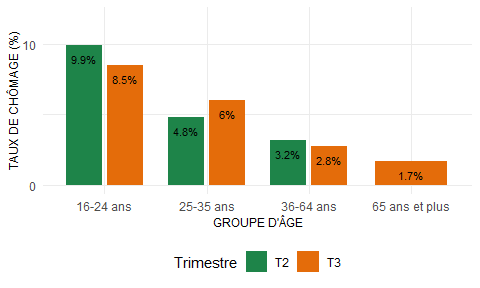 TAUX DE CHÔMAGE (%)
10
0
9.9%
8.5%
4.8%
6%
3.2%
2.8%
1.7%
16-24 ans
25-35 ans
36-64 ans
65 ans et plus
GROUPE D'ÂGE
Trimestre
T2
T3